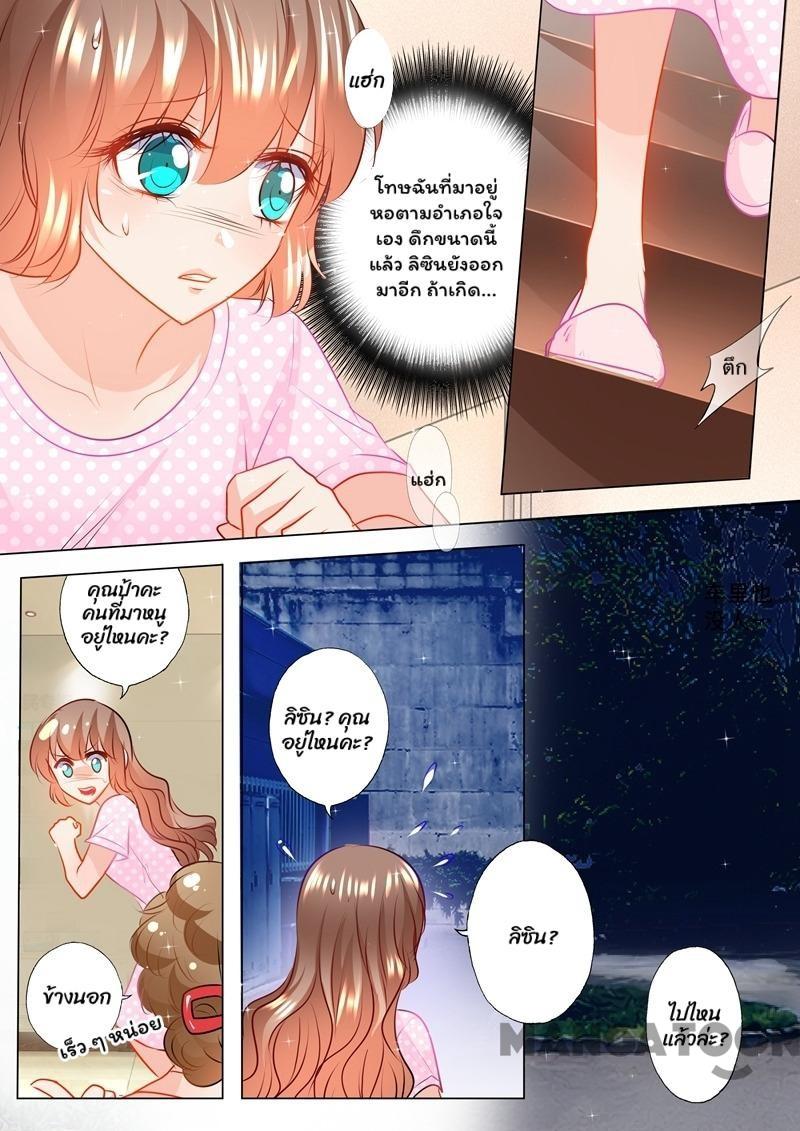 แฮ่ก
โทษฉันที่มาอยู่
หอตามอำเภอใจ
เอง ดึกขนาดนี้
แล้ว ลิซินยังออก
มาอีก ถ้าเกิด...
ตึก
แฮ่ก
คุณป้าคะ
คนที่มาหนู
อยู่ไหนคะ?
ข้างนอก
เร็วๆหน่อย
ลิซิน? คุณ
อยู่ไหนคะ?
ลิซิน?
ไปไหน
แล้วล่ะ?
MANGATOON